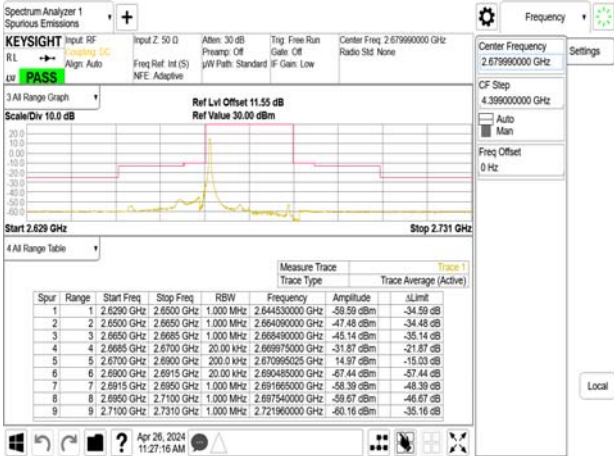 Spectrum Analyzer 1
Spurious Emissions
Frequency
KEYSIGHT
RL
LW PASS
Input: RF
Coupling: DC
Align: Auto
Input Z: 50 Ω
Freq Ref: Int (S)
NFE: Adaptive
Atten: 30 dB
Preamp: Off
µW Path: Standard
Trig: Free Run
Gate: Off
IF Gain: Low
Center Freq: 2.679990000 GHz
Radio Std: None
Center Frequency
2.679990000 GHz
Settings
CF Step
4.399000000 GHz
Auto
Man
Freq Offset
0 Hz
Local
3 All Range Graph
Scale/Div 10.0 dB
Ref Lvl Offset 11.55 dB
Ref Value 30.00 dBm
20.0
10.0
0.00
-10.0
-20.0
-30.0
-40.0
-50.0
-60.0
Start 2.629 GHz Stop 2.731 GHz
4 All Range Table
Measure Trace Trace 1
Trace Type Trace Average (Active)
Spur Range Start Freq Stop Freq RBW Frequency Amplitude ΔLimit
1 1 2.6290 GHz 2.6500 GHz 1.000 MHz 2.644530000 GHz -59.59 dBm -34.59 dB
2 2 2.6500 GHz 2.6650 GHz 1.000 MHz 2.664090000 GHz -47.48 dBm -34.48 dB
3 3 2.6650 GHz 2.6685 GHz 1.000 MHz 2.668490000 GHz -45.14 dBm -35.14 dB
4 4 2.6685 GHz 2.6700 GHz 20.00 kHz 2.669975000 GHz -31.87 dBm -21.87 dB
5 5 2.6700 GHz 2.6900 GHz 200.0 kHz 2.670995025 GHz 14.97 dBm -15.03 dB
6 6 2.6900 GHz 2.6915 GHz 20.00 kHz 2.690485000 GHz -67.44 dBm -57.44 dB
7 7 2.6915 GHz 2.6950 GHz 1.000 MHz 2.691665000 GHz -58.39 dBm -48.39 dB
8 8 2.6950 GHz 2.7100 GHz 1.000 MHz 2.697540000 GHz -59.67 dBm -46.67 dB
9 9 2.7100 GHz 2.7310 GHz 1.000 MHz 2.721960000 GHz -60.16 dBm -35.16 dB
Apr 26, 2024
11:27:16 AM